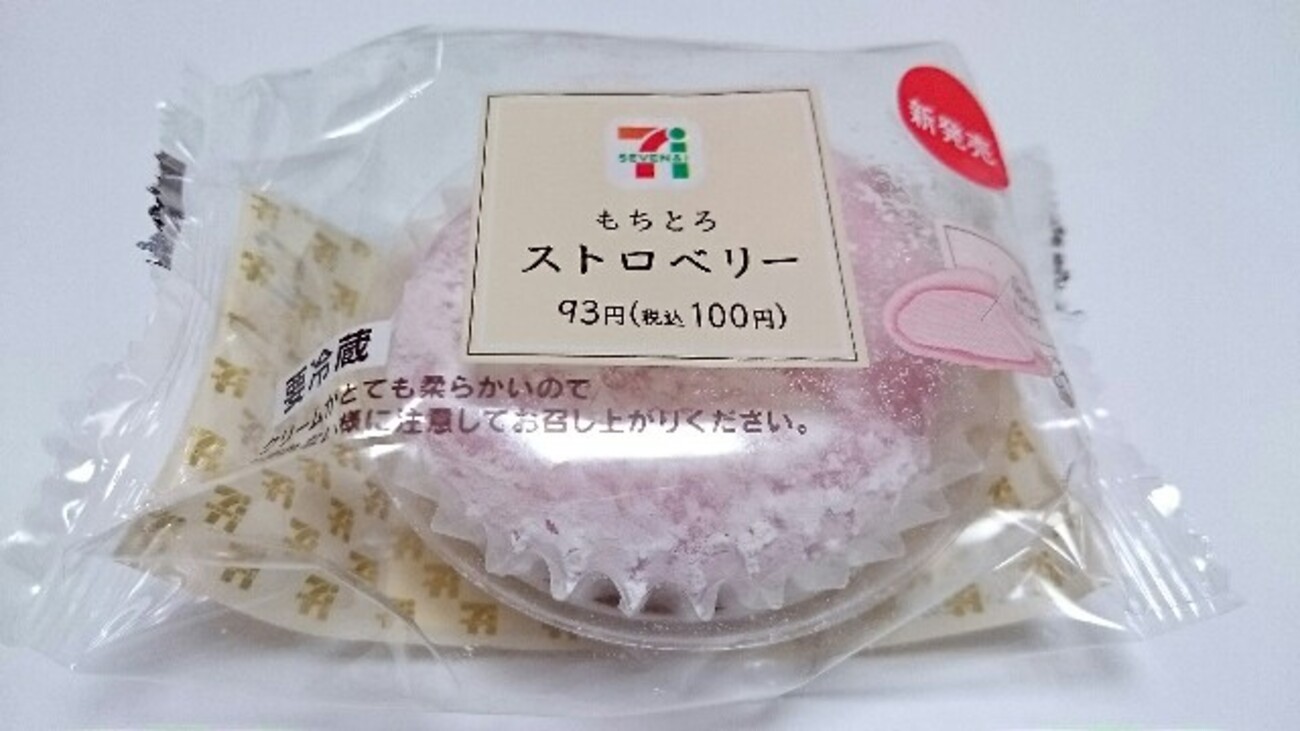 新発売
SEVEN&i
もちとろ
ストロベリー
93円(税込100円)
要冷蔵
クリームがとても柔らかいので
様に注意してお召し上がりください。